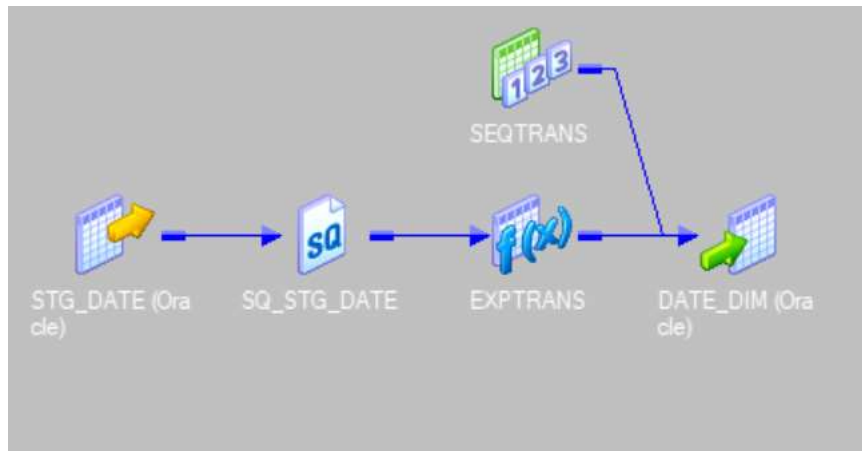 123
SEQTRANS
SQ
f(x)
STG_DATE (Ora
cle)
SQ_STG_DATE
EXPTRANS
DATE_DIM (Ora
cle)